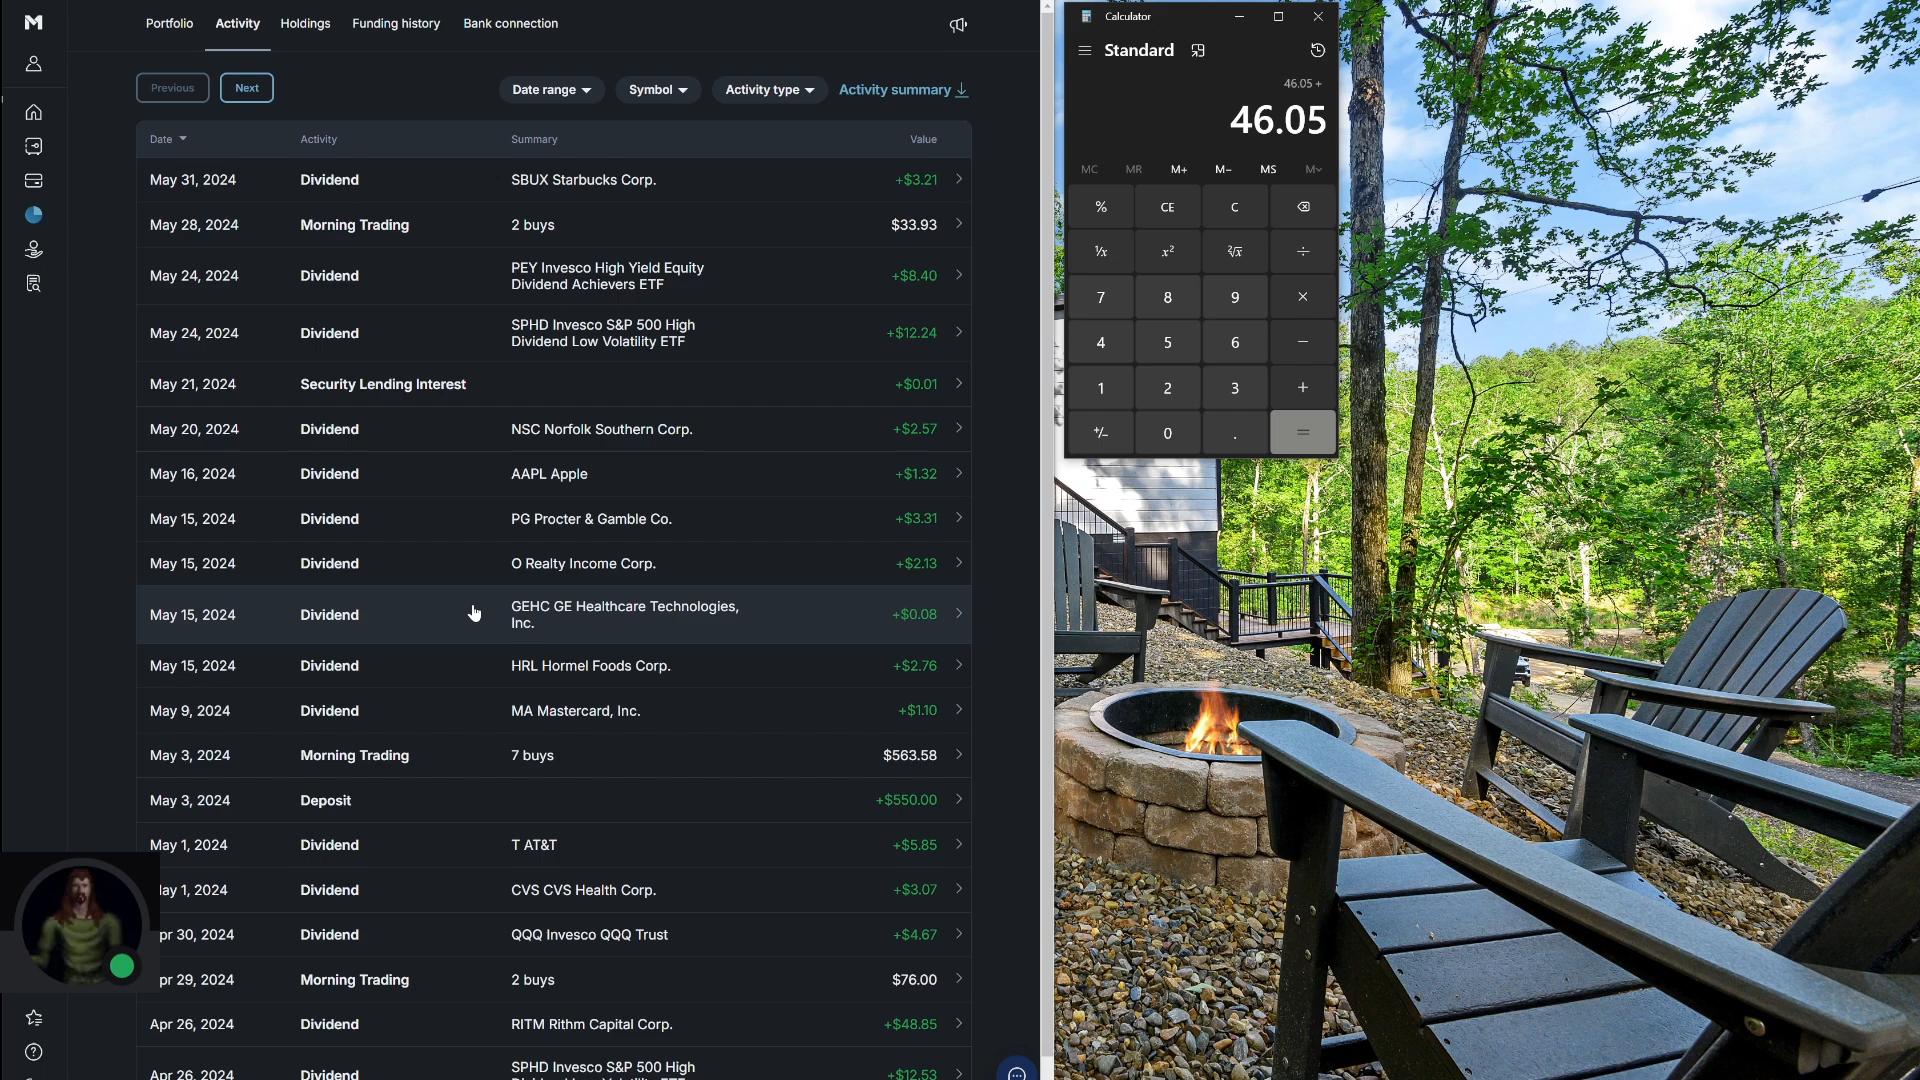 M
Portfolio
Activity
Holdings
Funding history
Bank connection
Previous
Next
Date range
Symbol
Activity type
Activity summary
Date
Activity
Summary
Value
May 31, 2024
Dividend
SBUX Starbucks Corp.
+$3.21
May 28, 2024
Morning Trading
2 buys
$33.93
May 24, 2024
Dividend
PEY Invesco High Yield Equity
Dividend Achievers ETF
+$8.40
May 24, 2024
Dividend
SPHD Invesco S&P 500 High
Dividend Low Volatility ETF
+$12.24
May 21, 2024
Security Lending Interest
+$0.01
May 20, 2024
Dividend
NSC Norfolk Southern Corp.
+$2.57
May 16, 2024
Dividend
AAPL Apple
+$1.32
May 15, 2024
Dividend
PG Procter & Gamble Co.
+$3.31
May 15, 2024
Dividend
O Realty Income Corp.
+$2.13
May 15, 2024
Dividend
GEHC GE Healthcare Technologies,
Inc.
+$0.08
May 15, 2024
Dividend
HRL Hormel Foods Corp.
+$2.76
May 9, 2024
Dividend
MA Mastercard, Inc.
+$1.10
May 3, 2024
Morning Trading
7 buys
$563.58
May 3, 2024
Deposit
+$550.00
May 1, 2024
Dividend
T AT&T
+$5.85
ay 1, 2024
Dividend
CVS CVS Health Corp.
+$3.07
pr 30, 2024
Dividend
QQQ Invesco QQQ Trust
+$4.67
pr 29, 2024
Morning Trading
2 buys
$76.00
Apr 26, 2024
Dividend
RITM Rithm Capital Corp.
+$48.85
Apr 26, 2024
Dividend
SPHD Invesco S&P 500 High
+$12.53
Calculator
Standard
46.05 +
46.05
MC
MR
M+
M−
MS
M˅
%
CE
C
¹/x
x²
²√x
÷
7
8
9
×
4
5
6
−
1
2
3
+
+/−
0
.
=